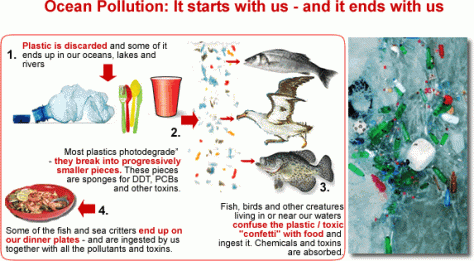 Ocean Pollution: It starts with us - and it ends with us
1.
Plastic is discarded and some of it
ends up in our oceans, lakes and
rivers
2.
Most plastics photodegrade"
- they break into progressively
smaller pieces. These pieces
are sponges for DDT, PCBs
and other toxins.
3.
Fish, birds and other creatures
living in or near our waters
confuse the plastic / toxic
"confetti" with food and
ingest it. Chemicals and toxins
are absorbed.
4.
Some of the fish and sea critters end up on
our dinner plates - and are ingested by us
together with all the pollutants and toxins.